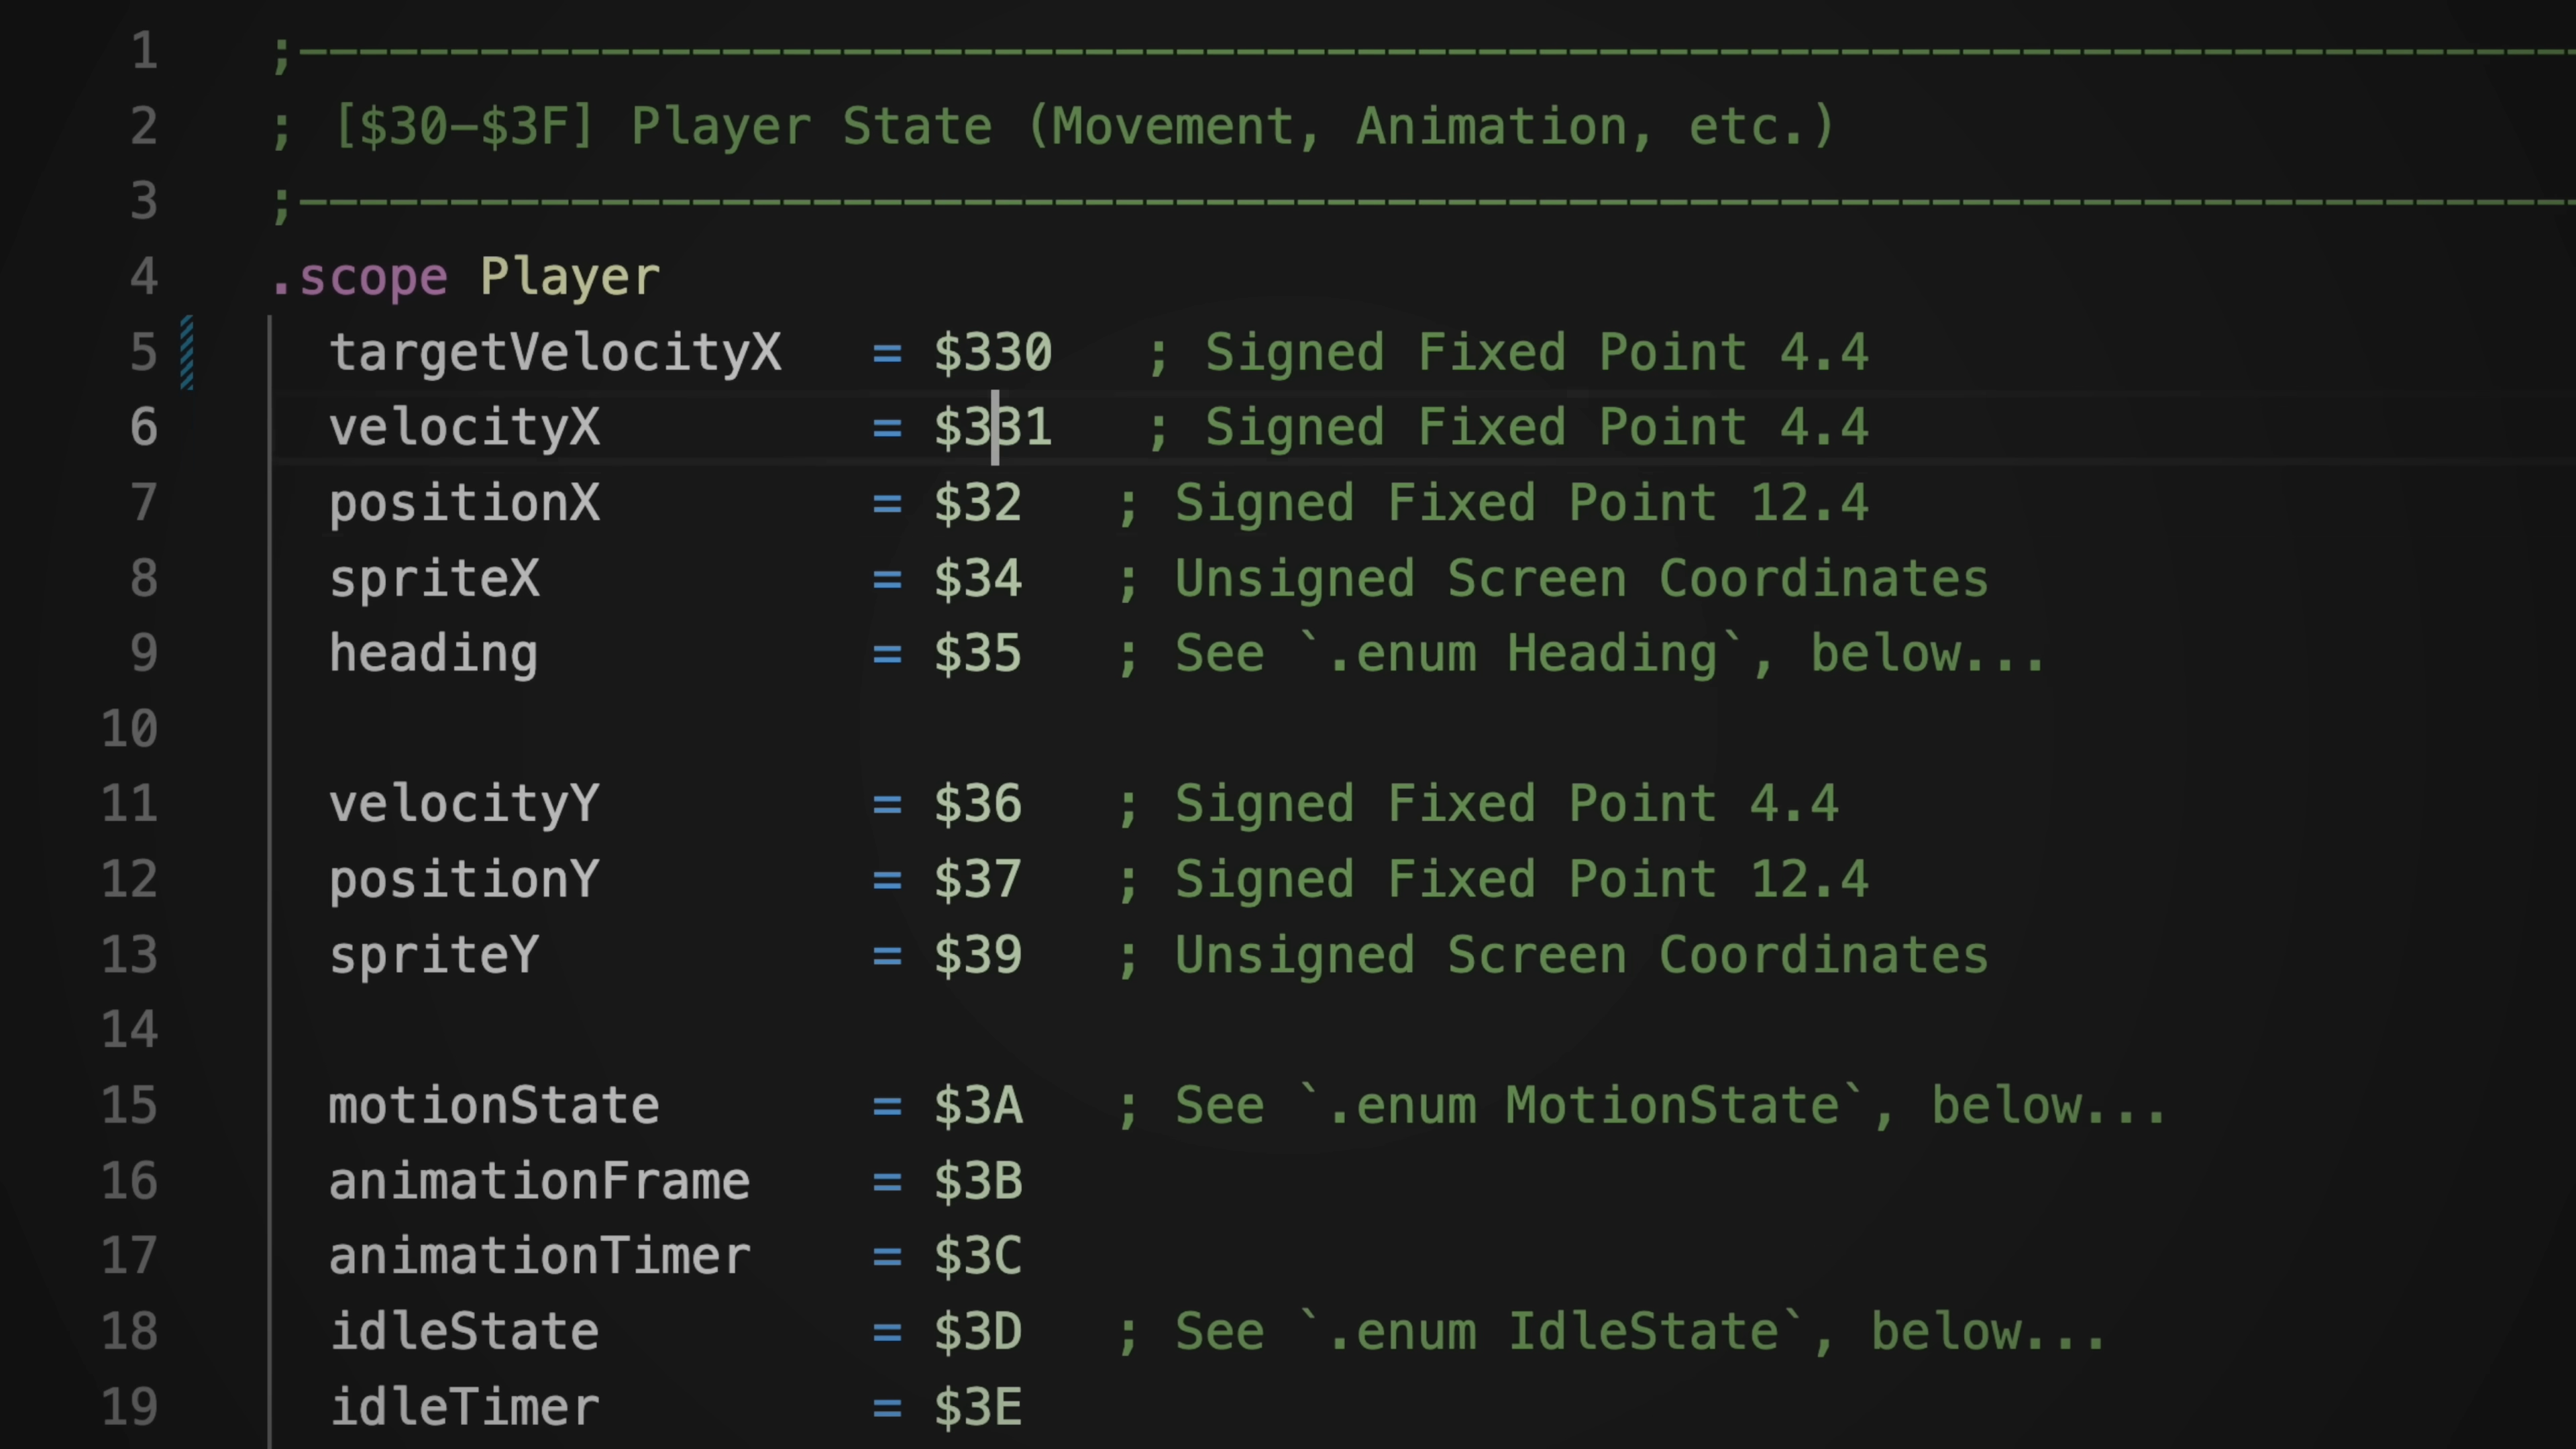 1 ;----------------------------------------------------------------------------
2 ; [$30-$3F] Player State (Movement, Animation, etc.)
3 ;----------------------------------------------------------------------------
4 .scope Player
5 targetVelocityX = $330 ; Signed Fixed Point 4.4
6 velocityX = $331 ; Signed Fixed Point 4.4
7 positionX = $32 ; Signed Fixed Point 12.4
8 spriteX = $34 ; Unsigned Screen Coordinates
9 heading = $35 ; See `.enum Heading`, below...
10
11 velocityY = $36 ; Signed Fixed Point 4.4
12 positionY = $37 ; Signed Fixed Point 12.4
13 spriteY = $39 ; Unsigned Screen Coordinates
14
15 motionState = $3A ; See `.enum MotionState`, below...
16 animationFrame = $3B
17 animationTimer = $3C
18 idleState = $3D ; See `.enum IdleState`, below...
19 idleTimer = $3E